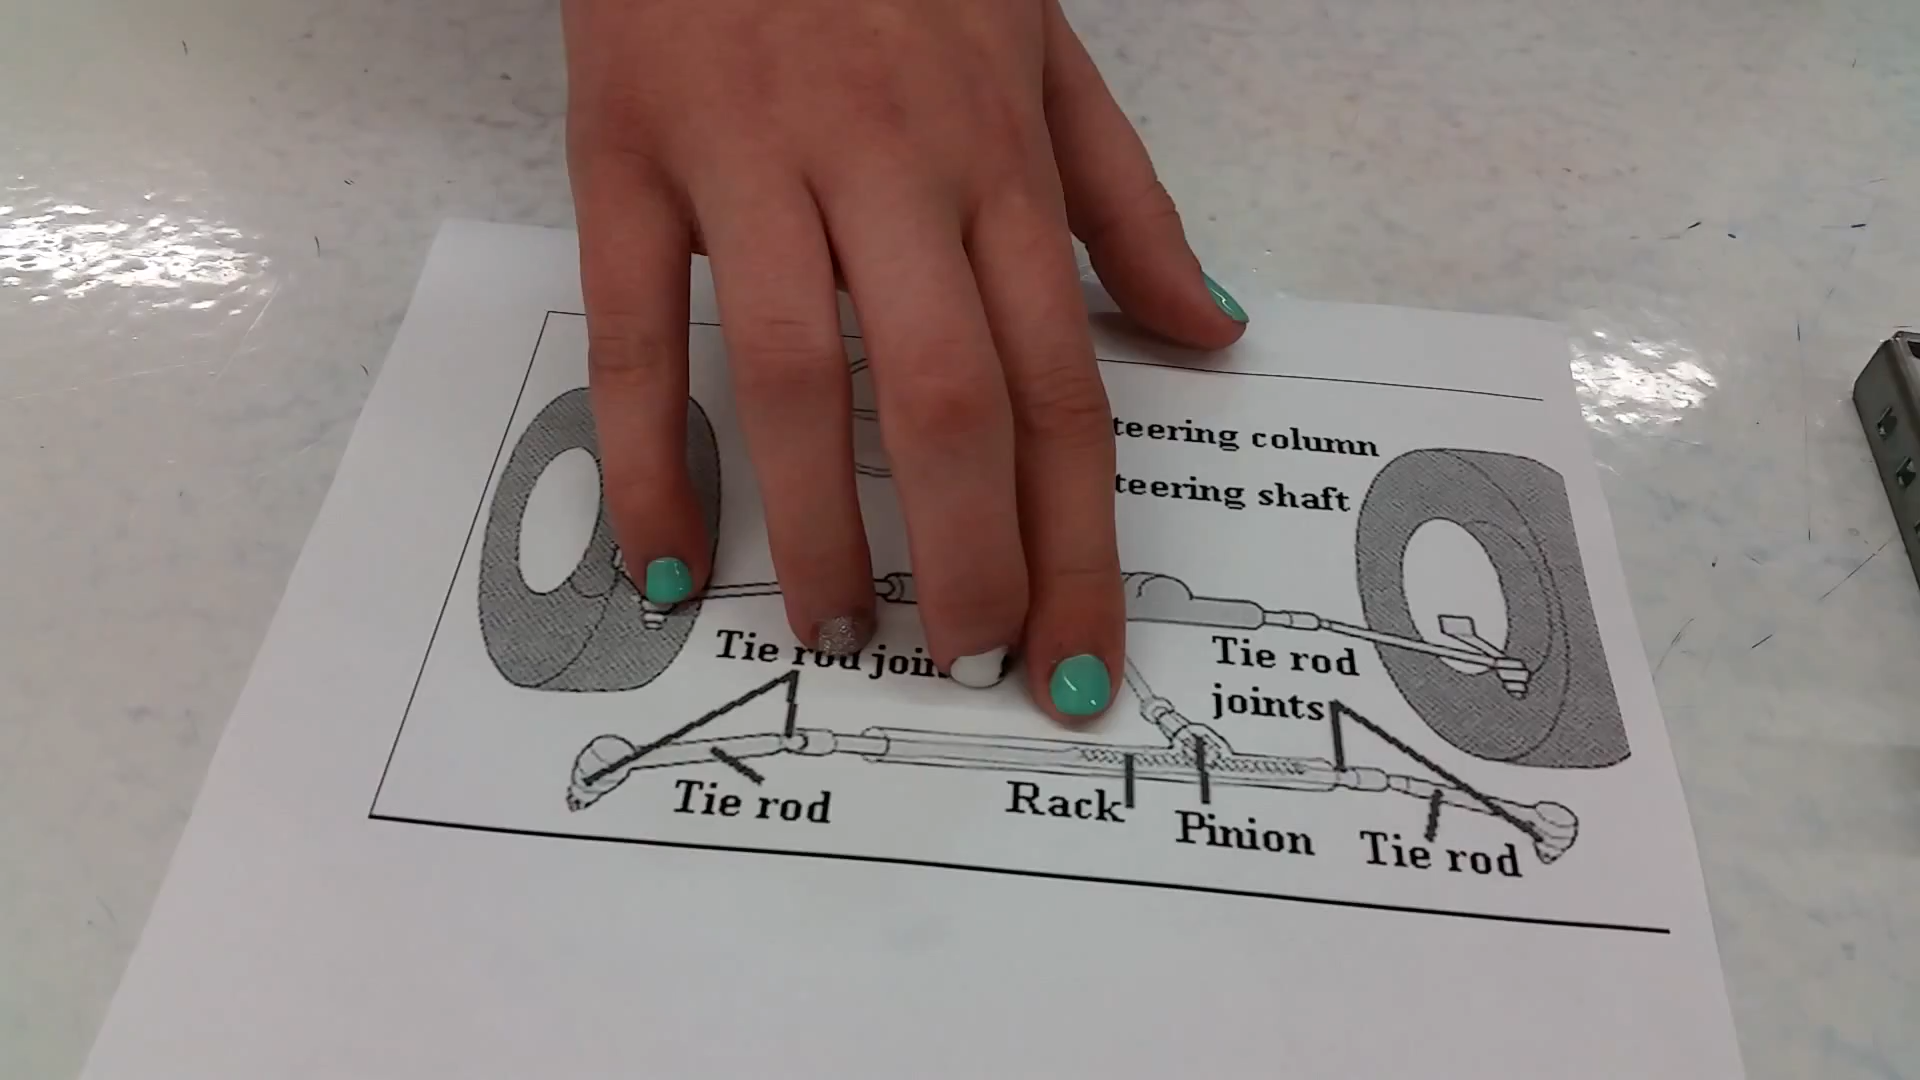 teering column
teering shaft
Tie rod join
Tie rod
joints
Tie rod
Rack
Pinion
Tie rod